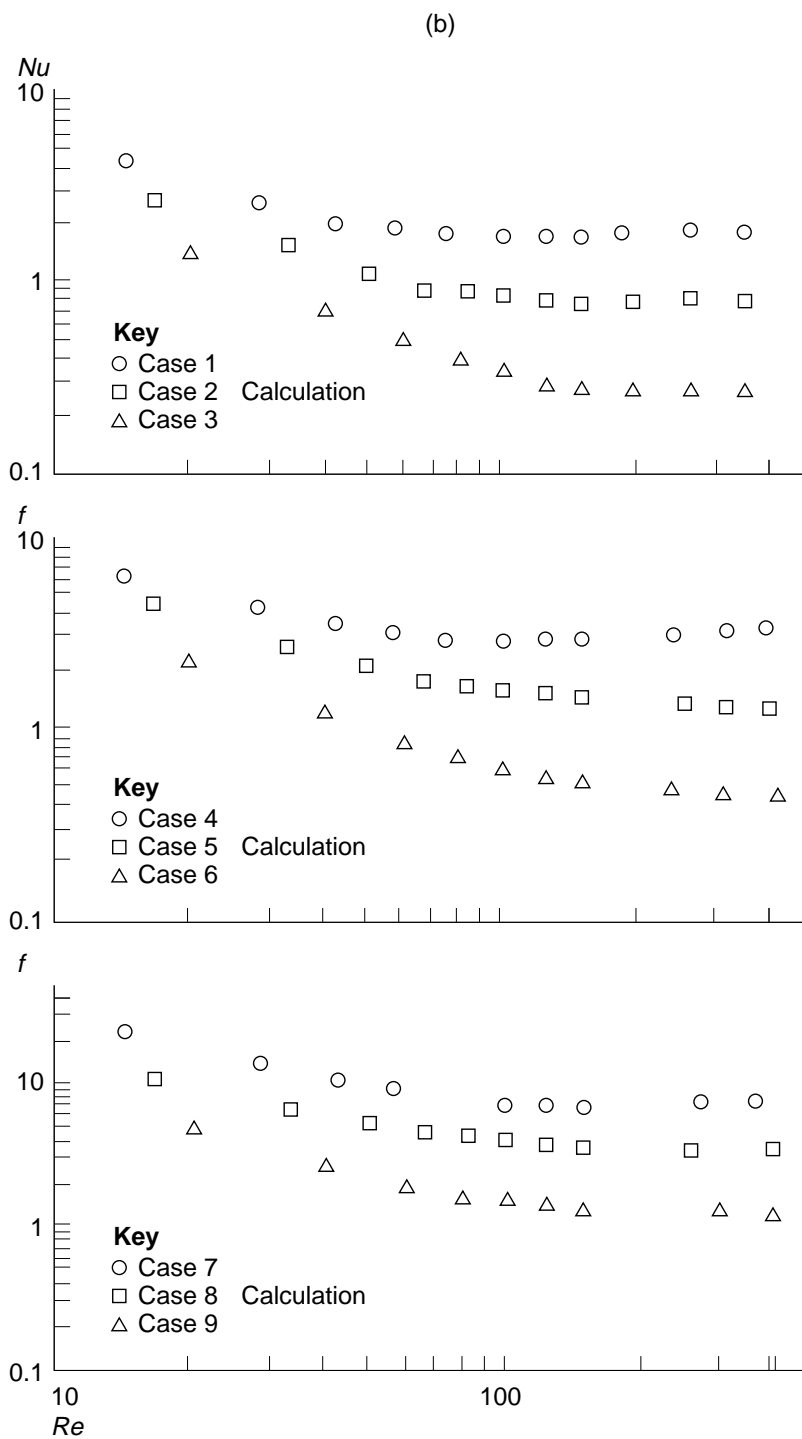 (b)
Nu
10
1
Key
Case 1
Case 2 Calculation
Case 3
0.1
f
10
1
Key
Case 4
Case 5 Calculation
Case 6
0.1
f
10
1
Key
Case 7
Case 8 Calculation
Case 9
0.1
10 100
Re